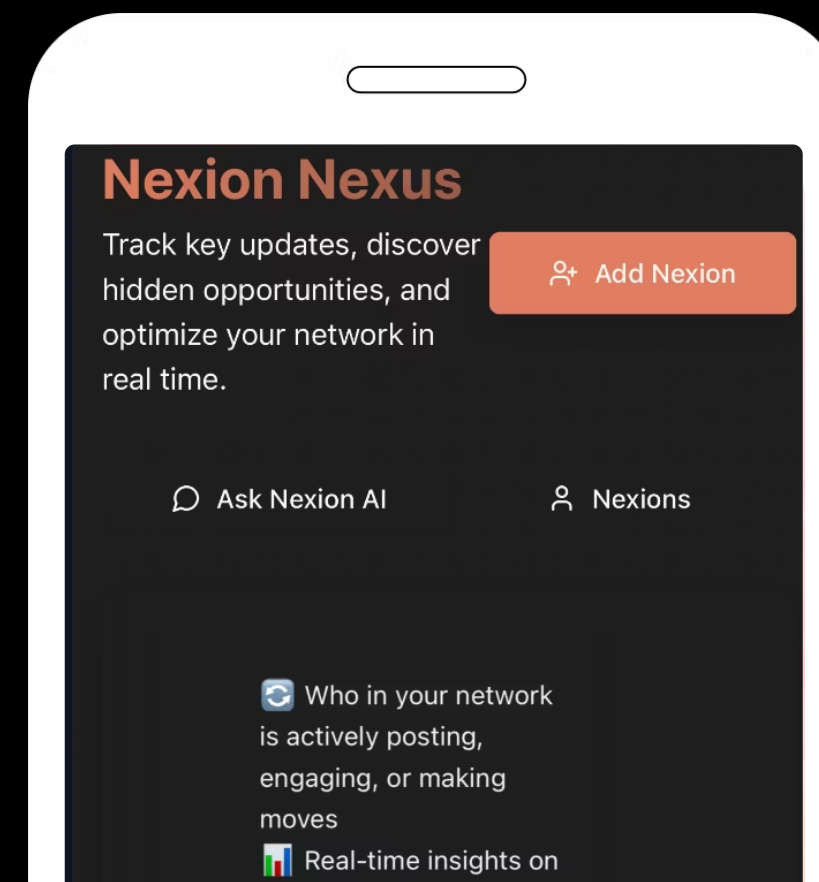 Nexion Nexus
Track key updates, discover
hidden opportunities, and
optimize your network in
real time.
Add Nexion
Ask Nexion AI
Nexions
🔄 Who in your network
is actively posting,
engaging, or making
moves
📊 Real-time insights on